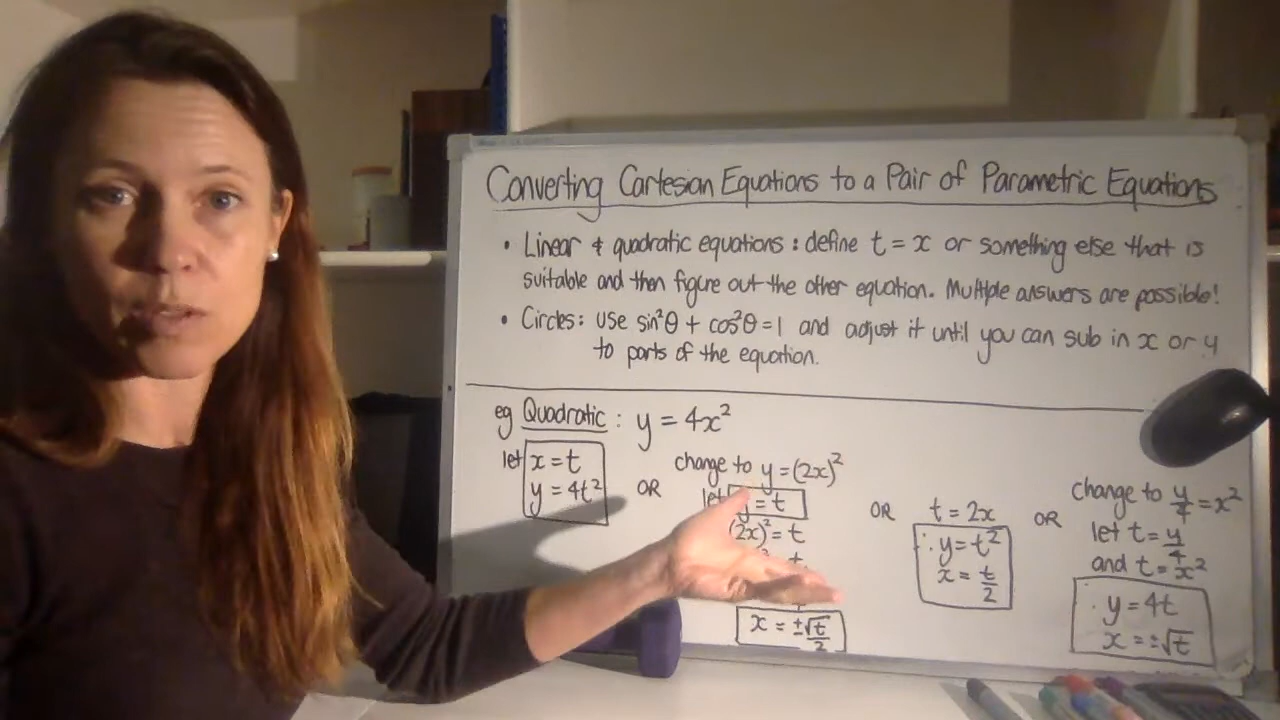 Converting Cartesian Equations to a Pair of Parametric Equations
• Linear & quadratic equations: define t = x or something else that is
suitable and then figure out the other equation. Multiple answers are possible!
• Circles: use sin²θ + cos²θ = 1 and adjust it until you can sub in x or y
to parts of the equation.
eg Quadratic: y = 4x²
let x = t
y = 4t²
OR
change to y = (2x)²
let y = t
(2x)² = t
x = ±√t/2
OR
t = 2x
∴ y = t²
x = t/2
OR
change to y/4 = x²
let t = y/4
and t = x²
y = 4t
x = ±√t